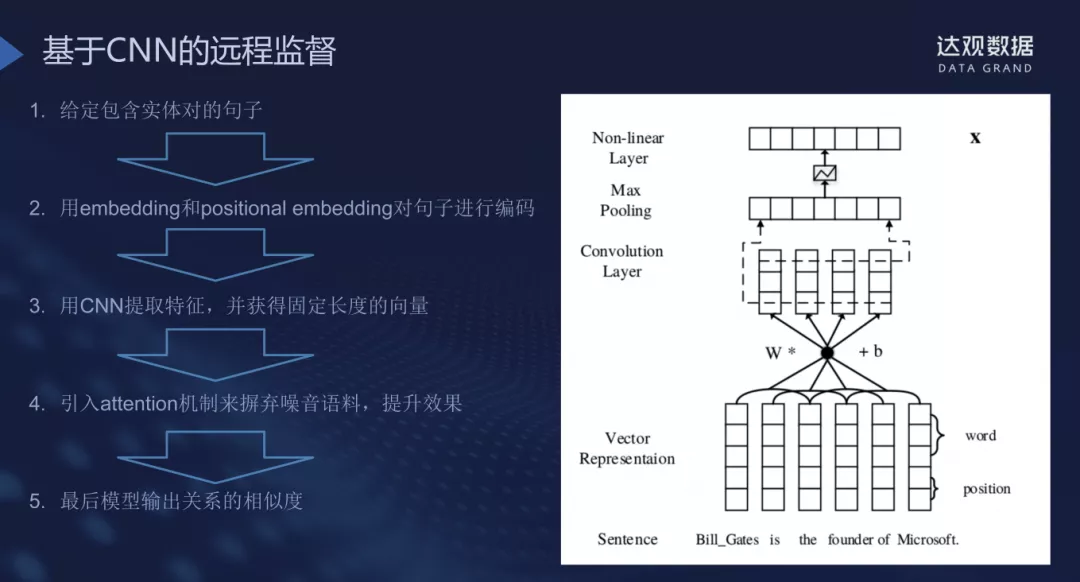 基于CNN的远程监督
达观数据
DATA GRAND
1. 给定包含实体对的句子
2. 用embedding和positional embedding对句子进行编码
3. 用CNN提取特征，并获得固定长度的向量
4. 引入attention机制来摒弃噪音语料，提升效果
5. 最后模型输出关系的相似度
Non-linear
Layer
x
Max
Pooling
Convolution
Layer
W * + b
Vector
Representaion
word
position
Sentence Bill_Gates is the founder of Microsoft.